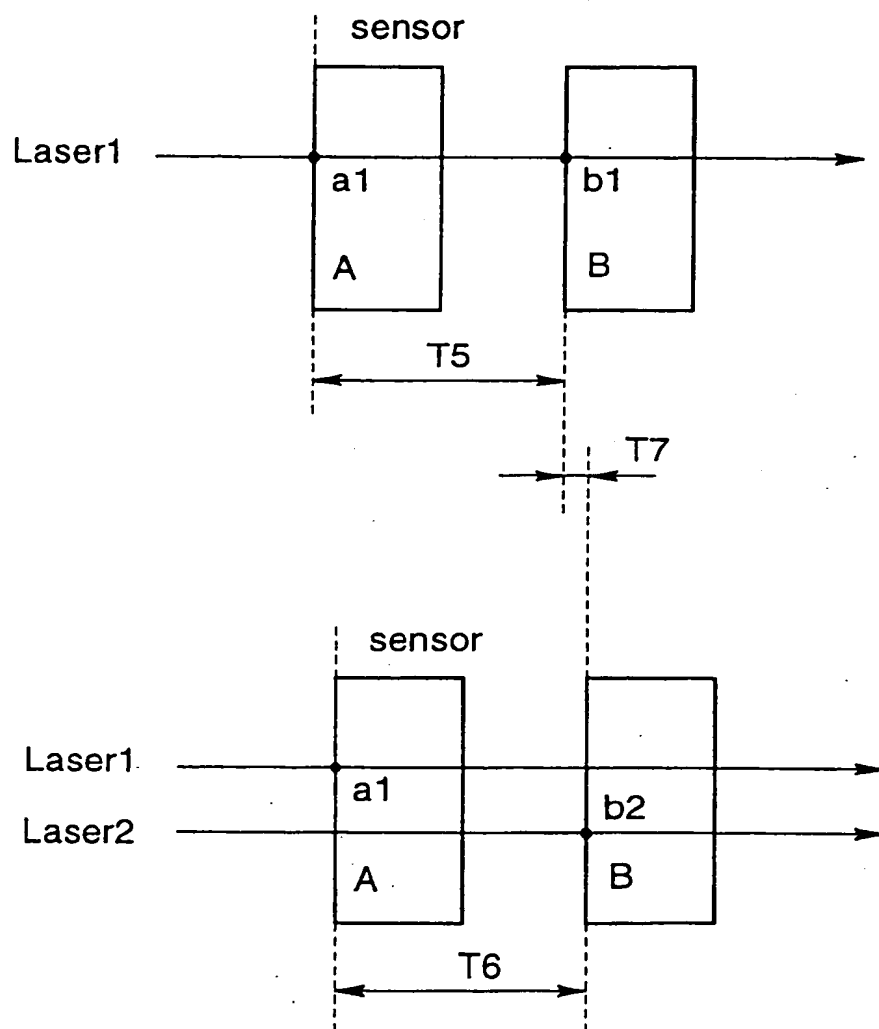 sensor
Laser1
a1
b1
A
B
T5
T7
sensor
Laser1
a1
b2
Laser2
A
B
T6